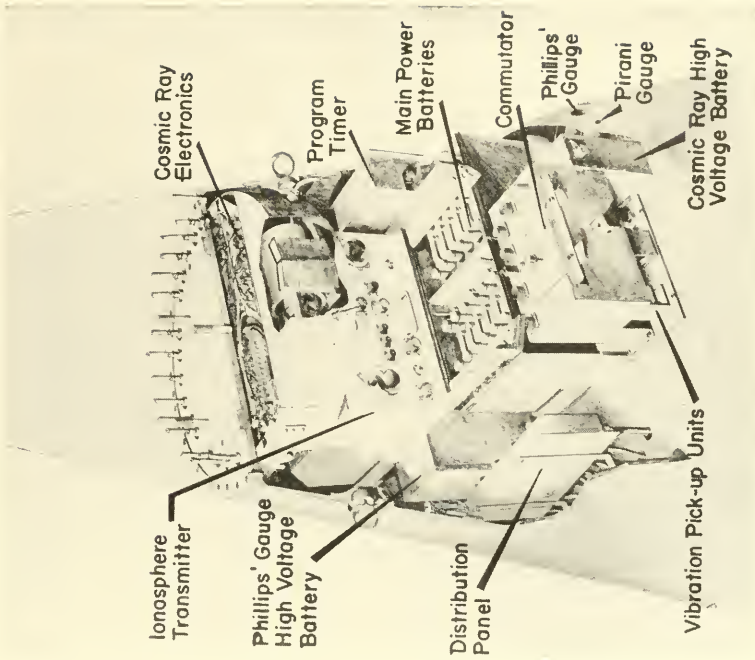 Ionosphere
Transmitter
Phillips' Gauge
High Voltage
Battery
Distribution
Panel
Vibration Pick-up Units
Cosmic Ray
Electronics
Program
Timer
Main Power
Batteries
Commutator
Phillips'
Gauge
Pirani
Gauge
Cosmic Ray High
Voltage Battery